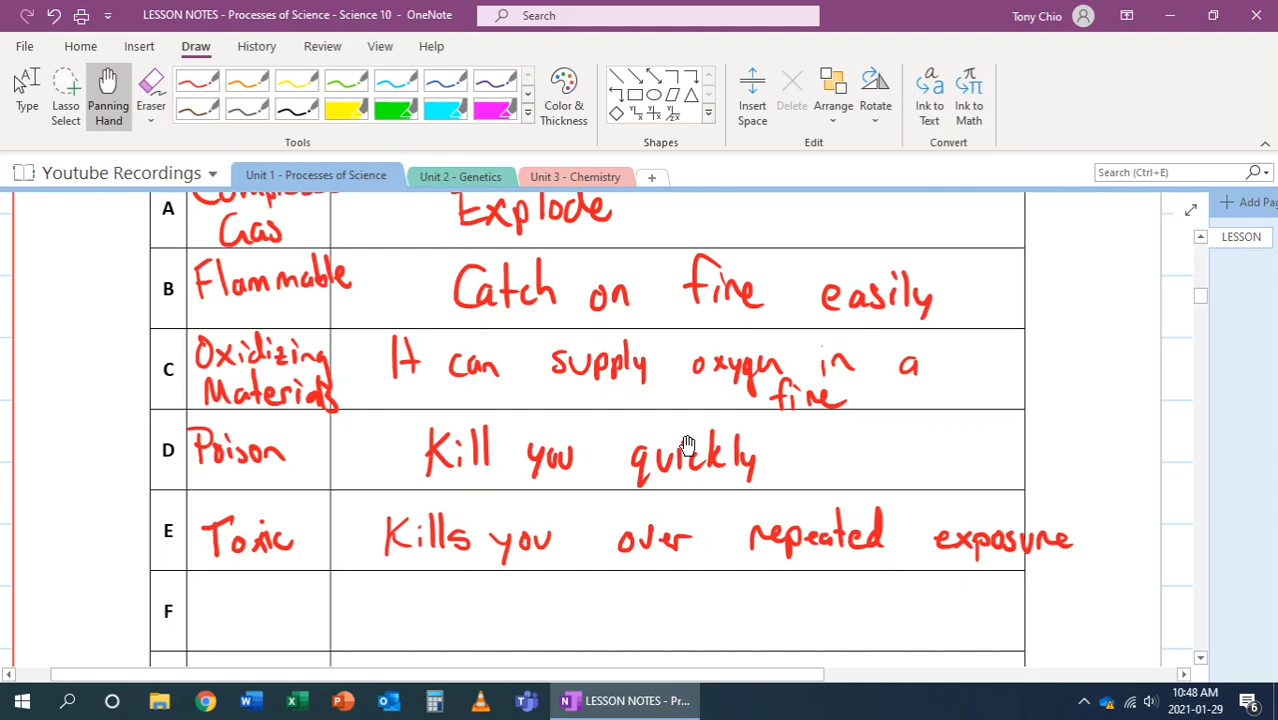 LESSON NOTES - Processes of Science - Science 10 - OneNote
Search
Tony Chio
File Home Insert Draw History Review View Help
Type
Lasso Select
Panning Hand
Eraser
Color & Thickness
Insert Space
Delete
Arrange
Rotate
Ink to Text
Ink to Math
Tools Shapes Edit Convert
Youtube Recordings
Unit 1 - Processes of Science
Unit 2 - Genetics
Unit 3 - Chemistry
Search (Ctrl+E)
Add Pag
LESSON
A Gas Explode
B Flammable Catch on fire easily
C Oxidizing Materials It can supply oxygen in a fire
D Poison Kill you quickly
E Toxic Kills you over repeated exposure
F
LESSON NOTES - Pr...
10:48 AM
2021-01-29
6